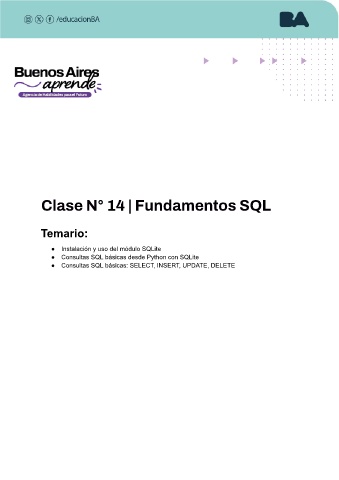 /educacionBA
BA
Buenos Aires
aprende
Agencia de Habilidades para el Futuro
Clase N° 14 | Fundamentos SQL
Temario:
● Instalación y uso del módulo SQLite
● Consultas SQL básicas desde Python con SQLite
● Consultas SQL básicas: SELECT, INSERT, UPDATE, DELETE